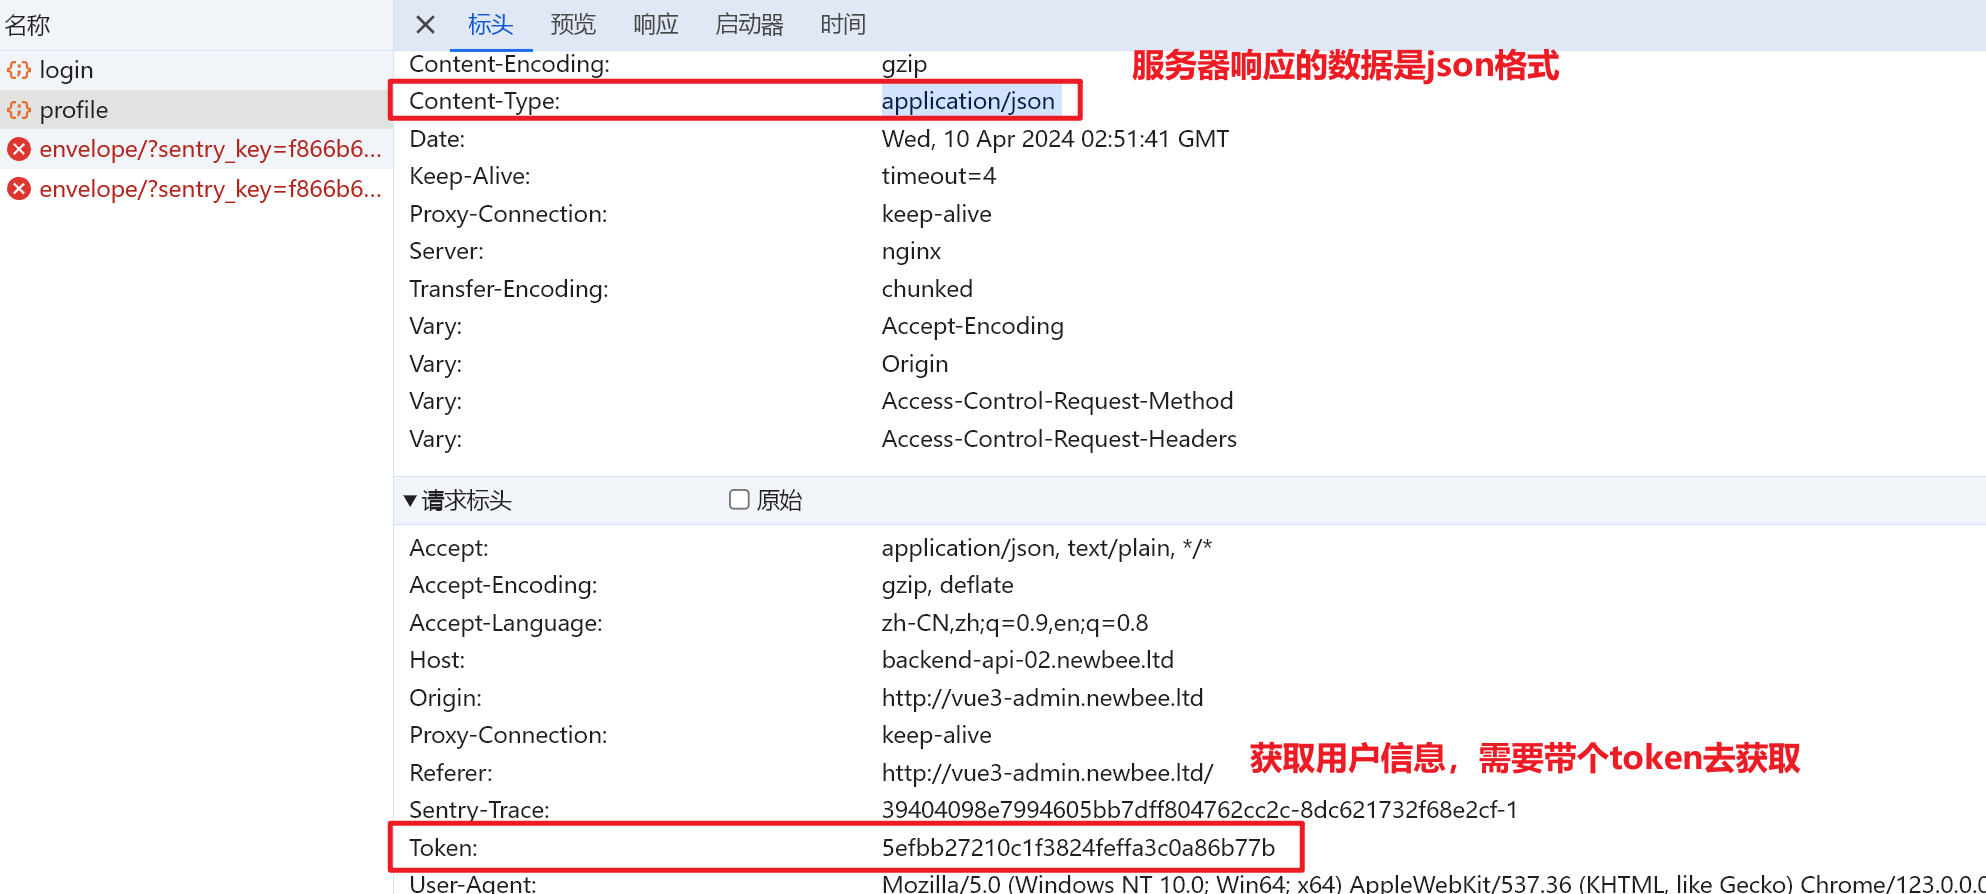 名称
login
profile
envelope/?sentry_key=f866b6...
envelope/?sentry_key=f866b6...
标头 预览 响应 启动器 时间
Content-Encoding: gzip
服务器响应的数据是json格式
Content-Type: application/json
Date: Wed, 10 Apr 2024 02:51:41 GMT
Keep-Alive: timeout=4
Proxy-Connection: keep-alive
Server: nginx
Transfer-Encoding: chunked
Vary: Accept-Encoding
Vary: Origin
Vary: Access-Control-Request-Method
Vary: Access-Control-Request-Headers
请求标头 原始
Accept: application/json, text/plain, */*
Accept-Encoding: gzip, deflate
Accept-Language: zh-CN,zh;q=0.9,en;q=0.8
Host: backend-api-02.newbee.ltd
Origin: http://vue3-admin.newbee.ltd
Proxy-Connection: keep-alive
获取用户信息，需要带个token去获取
Referer: http://vue3-admin.newbee.ltd/
Sentry-Trace: 39404098e7994605bb7dff804762cc2c-8dc621732f68e2cf-1
Token: 5efbb27210c1f3824feffa3c0a86b77b
User-Agent: Mozilla/5.0 (Windows NT 10.0; Win64; x64) AppleWebKit/537.36 (KHTML, like Gecko) Chrome/123.0.0.0